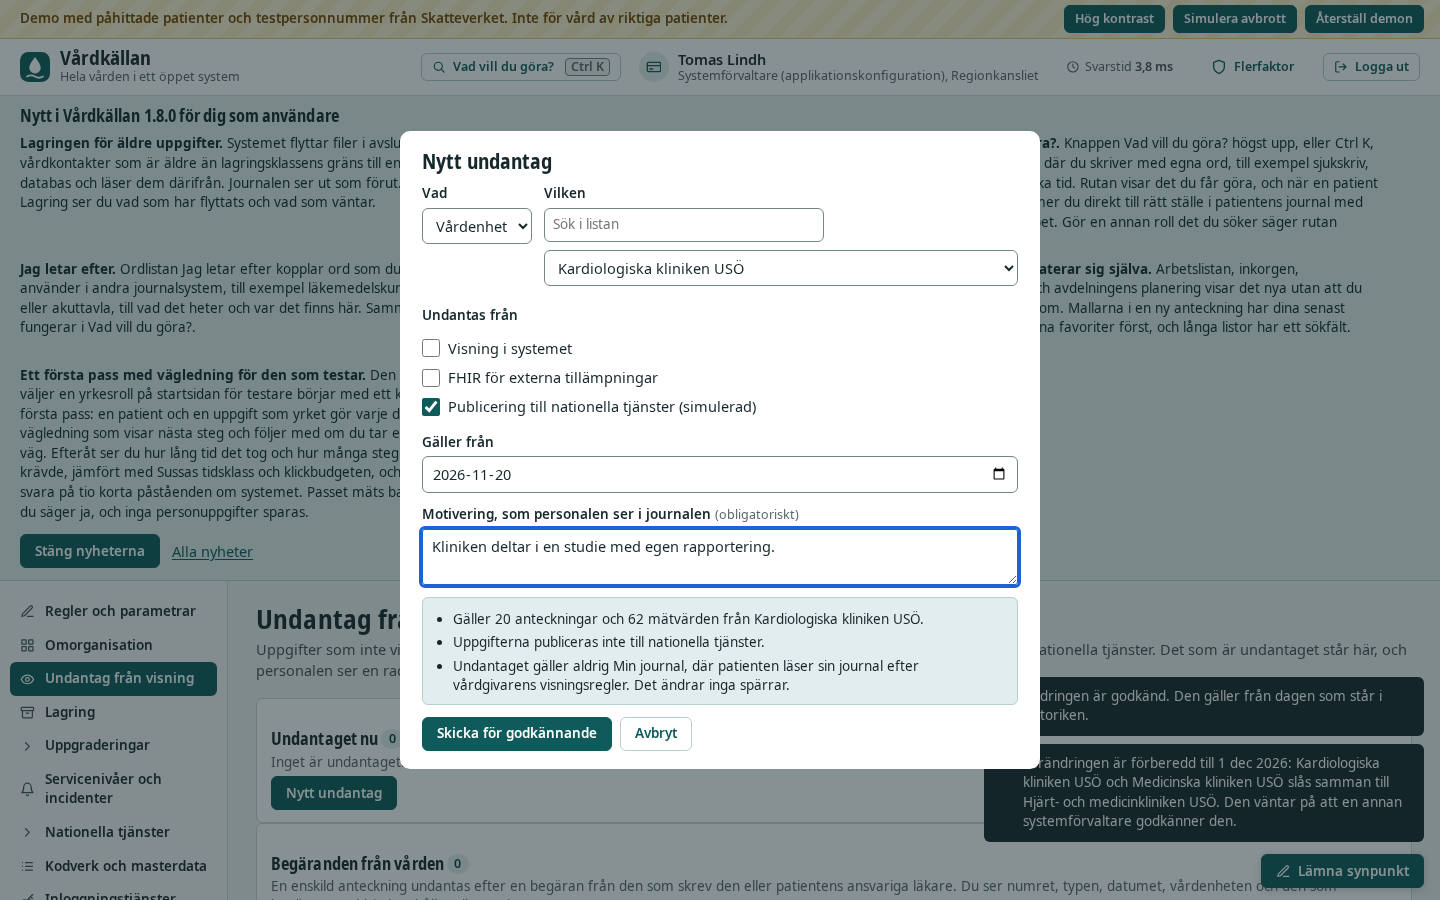 Demo med påhittade patienter och testpersonnummer från Skatteverket. Inte för vård av riktiga patienter.
Hög kontrast
Simulera avbrott
Återställ demon
Vårdkällan
Hela vården i ett öppet system
Vad vill du göra?
Ctrl K
Tomas Lindh
Systemförvaltare (applikationskonfiguration), Regionkansliet
Svarstid 3,8 ms
Flerfaktor
Logga ut
Nytt i Vårdkällan 1.8.0 för dig som användare
Lagringen för äldre uppgifter. Systemet flyttar filer i avslu
vårdkontakter som är äldre än lagringsklassens gräns till en
databas och läser dem därifrån. Journalen ser ut som förut.
Lagring ser du vad som har flyttats och vad som väntar.
ra?. Knappen Vad vill du göra? högst upp, eller Ctrl K,
där du skriver med egna ord, till exempel sjukskriv,
ka tid. Rutan visar det du får göra, och när en patient
ner du direkt till rätt ställe i patientens journal med
et. Gör en annan roll det du söker säger rutan
Jag letar efter. Ordlistan Jag letar efter kopplar ord som du
använder i andra journalsystem, till exempel läkemedelskur
eller akuttavla, till vad det heter och var det finns här. Samm
fungerar i Vad vill du göra?.
aterar sig själva. Arbetslistan, inkorgen,
ch avdelningens planering visar det nya utan att du
om. Mallarna i en ny anteckning har dina senast
na favoriter först, och långa listor har ett sökfält.
Ett första pass med vägledning för den som testar. Den
väljer en yrkesroll på startsidan för testare börjar med ett k
första pass: en patient och en uppgift som yrket gör varje d
vägledning som visar nästa steg och följer med om du tar e
väg. Efteråt ser du hur lång tid det tog och hur många steg
krävde, jämfört med Sussas tidsklass och klickbudgeten, och
svara på tio korta påståenden om systemet. Passet mäts ba
du säger ja, och inga personuppgifter sparas.
Stäng nyheterna
Alla nyheter
Regler och parametrar
Omorganisation
Undantag från visning
Lagring
Uppgraderingar
Servicenivåer och
incidenter
Nationella tjänster
Kodverk och masterdata
Inloggningstjänster
Undantag frå
Uppgifter som inte vi
personalen ser en rad
ationella tjänster. Det som är undantaget står här, och
Undantaget nu 0
Inget är undantaget
Nytt undantag
Begäranden från vården 0
En enskild anteckning undantas efter en begäran från den som skrev den eller patientens ansvariga läkare. Du ser numret, typen, datumet, vårdenheten och den som
Nytt undantag
Vad
Vilken
Vårdenhet
Sök i listan
Kardiologiska kliniken USÖ
Undantas från
Visning i systemet
FHIR för externa tillämpningar
Publicering till nationella tjänster (simulerad)
Gäller från
2026-11-20
Motivering, som personalen ser i journalen (obligatoriskt)
Kliniken deltar i en studie med egen rapportering.
Gäller 20 anteckningar och 62 mätvärden från Kardiologiska kliniken USÖ.
Uppgifterna publiceras inte till nationella tjänster.
Undantaget gäller aldrig Min journal, där patienten läser sin journal efter
vårdgivarens visningsregler. Det ändrar inga spärrar.
Skicka för godkännande
Avbryt
dringen är godkänd. Den gäller från dagen som står i
toriken.
rändringen är förberedd till 1 dec 2026: Kardiologiska
kliniken USÖ och Medicinska kliniken USÖ slås samman till
Hjärt- och medicinkliniken USÖ. Den väntar på att en annan
systemförvaltare godkänner den.
Lämna synpunkt